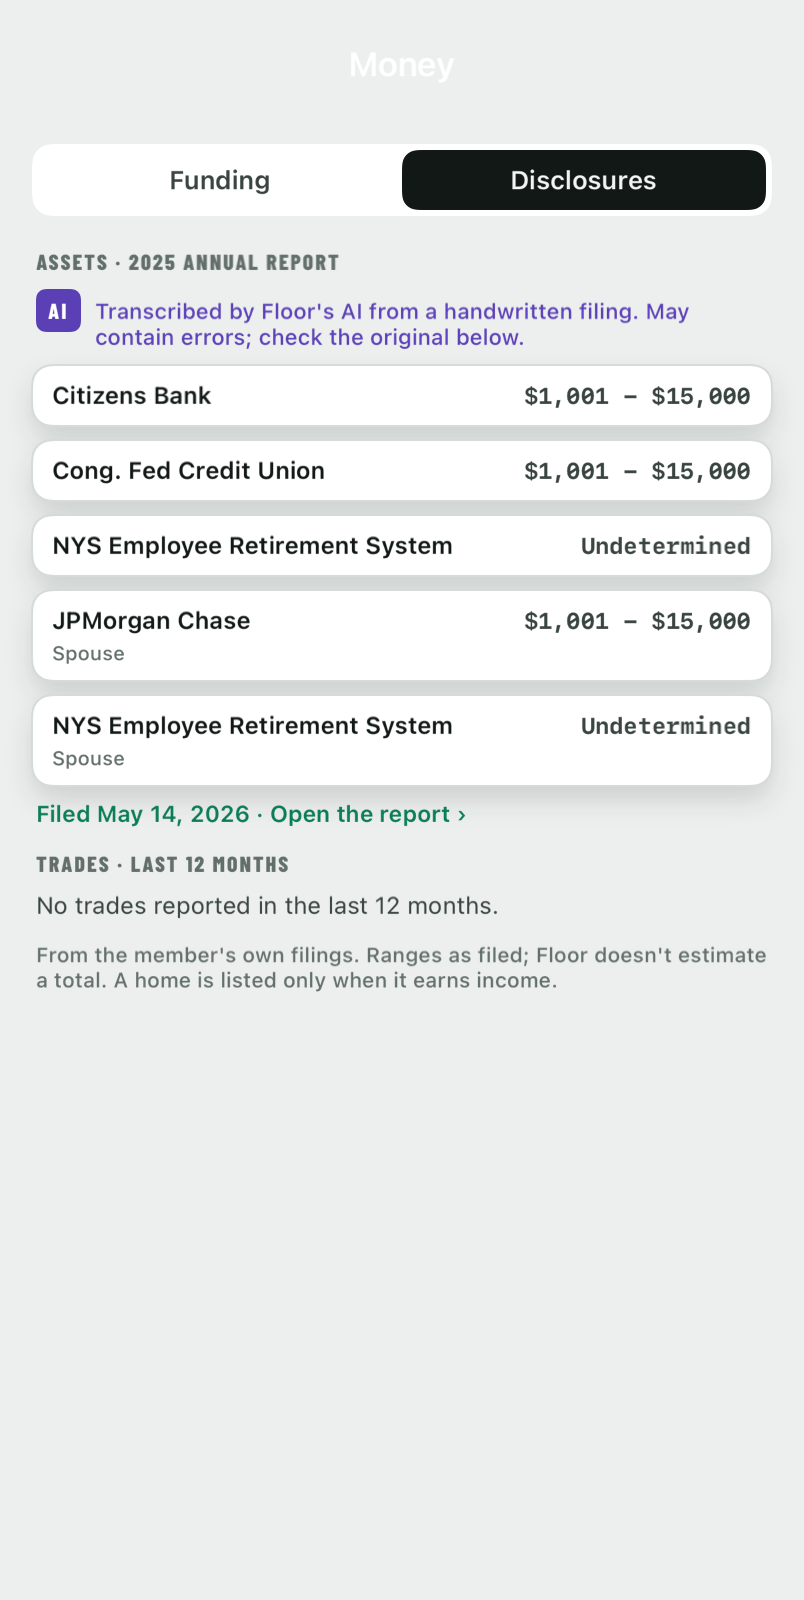 Money
Funding
Disclosures
ASSETS · 2025 ANNUAL REPORT
AI
Transcribed by Floor's AI from a handwritten filing. May
contain errors; check the original below.
Citizens Bank $1,001 – $15,000
Cong. Fed Credit Union $1,001 – $15,000
NYS Employee Retirement System Undetermined
JPMorgan Chase $1,001 – $15,000
Spouse
NYS Employee Retirement System Undetermined
Spouse
Filed May 14, 2026 · Open the report ›
TRADES · LAST 12 MONTHS
No trades reported in the last 12 months.
From the member's own filings. Ranges as filed; Floor doesn't estimate
a total. A home is listed only when it earns income.